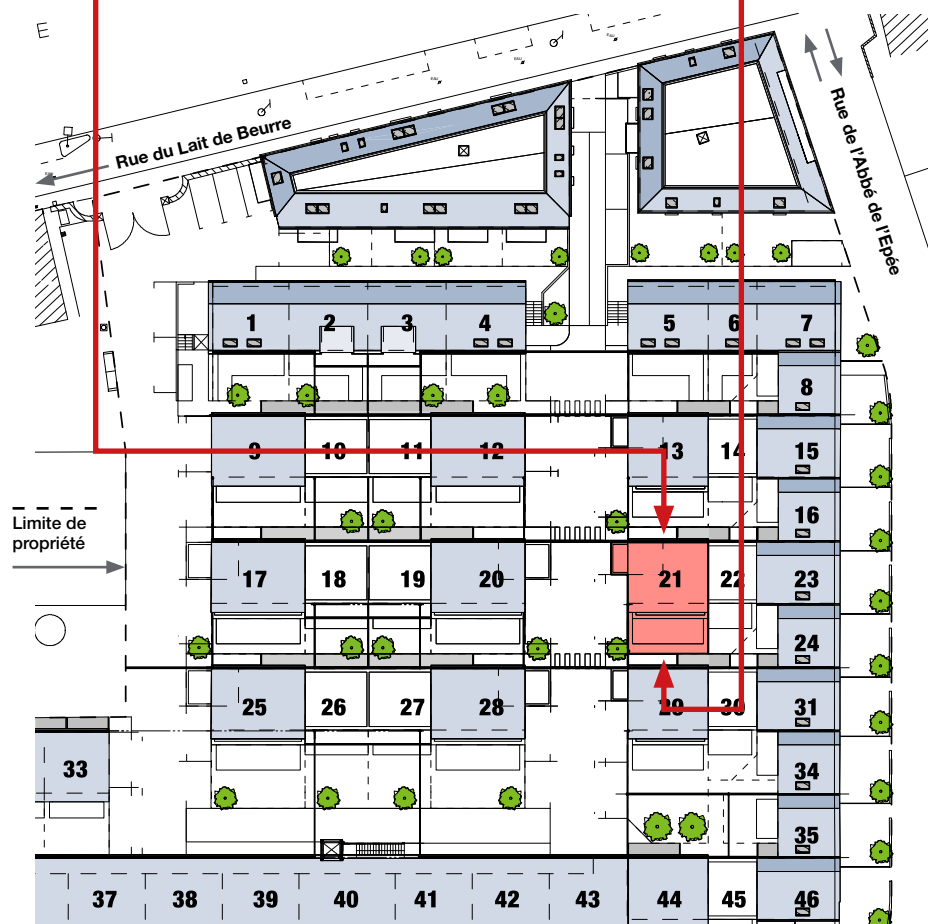 E
Rue du Lait de Beurre
Rue de l'Abbé de l'Epée
1 2 3 4 5 6 7
8
9 10 11 12 13 14 15
16
Limite de
propriété
17 18 19 20 21 22 23
24
25 26 27 28 29 30 31
33
34
35
37 38 39 40 41 42 43 44 45 46